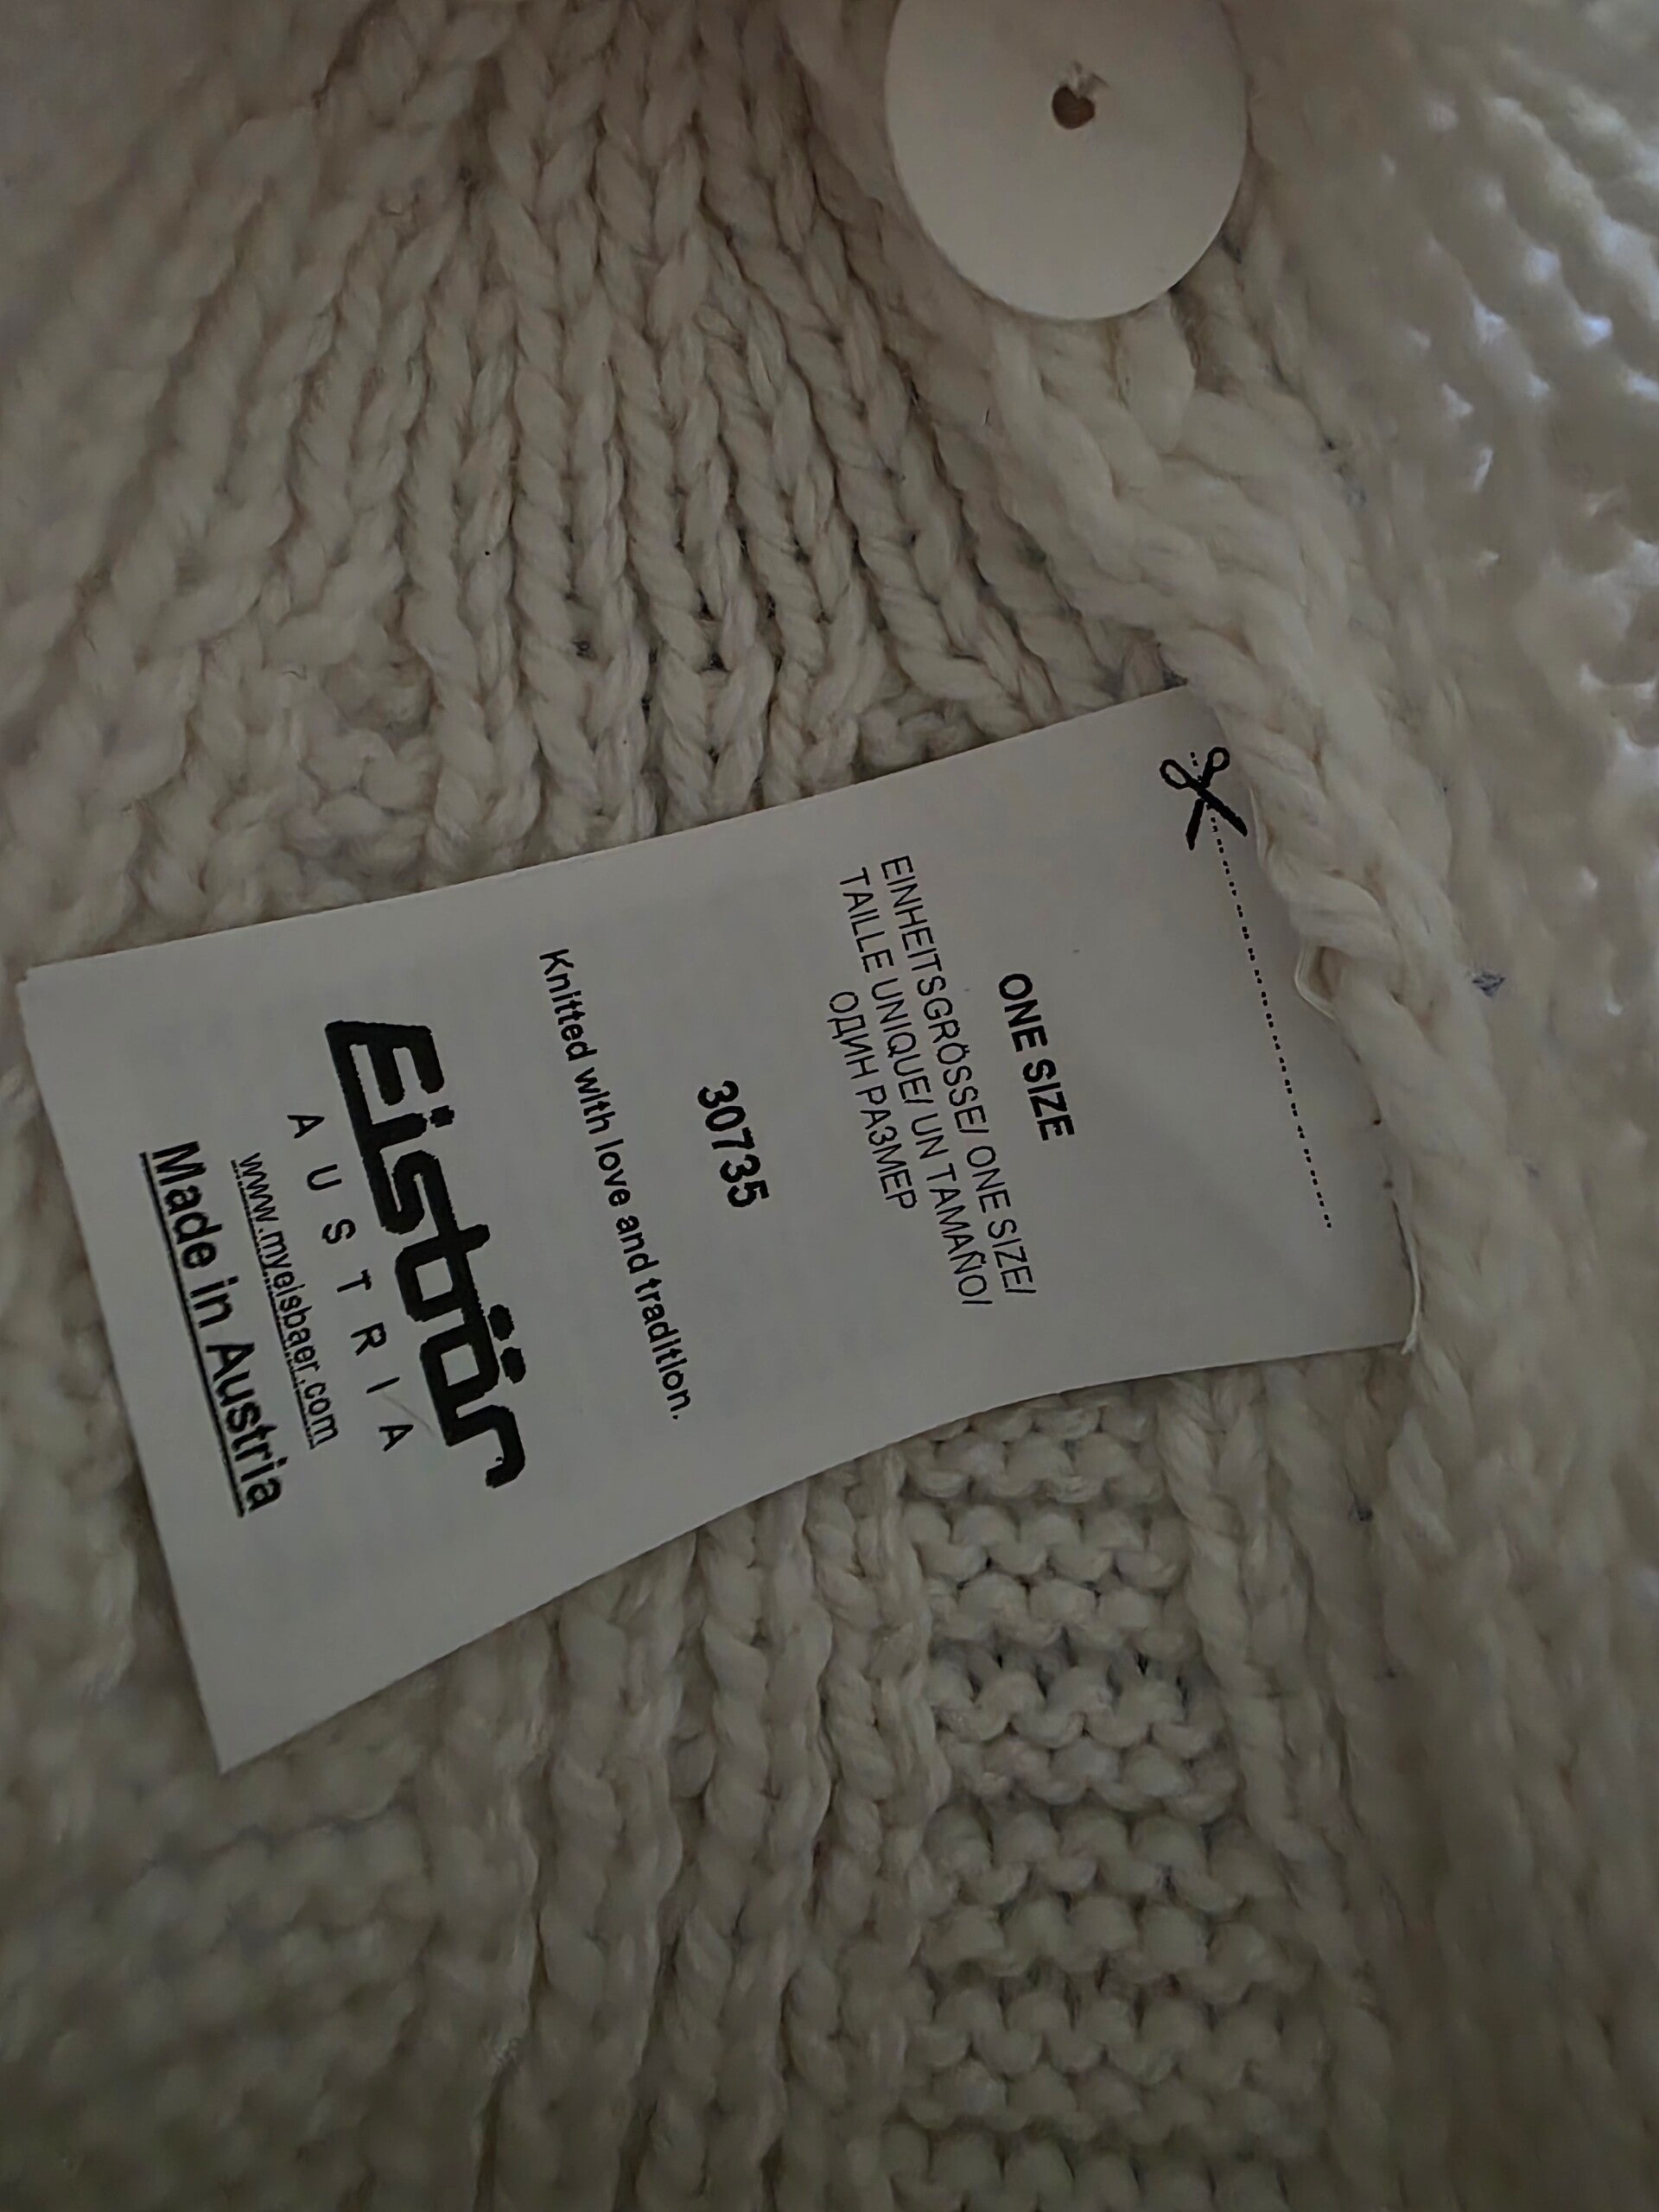 ONE SIZE
EINHEITSGRÖSSE/ ONE SIZE/
TAILLE UNIQUE/ UN TAMAÑO/
ОДИН РАЗМЕР
30735
Knitted with love and tradition.
Eisbär
AUSTRIA
www.myeisbaer.com
Made in Austria